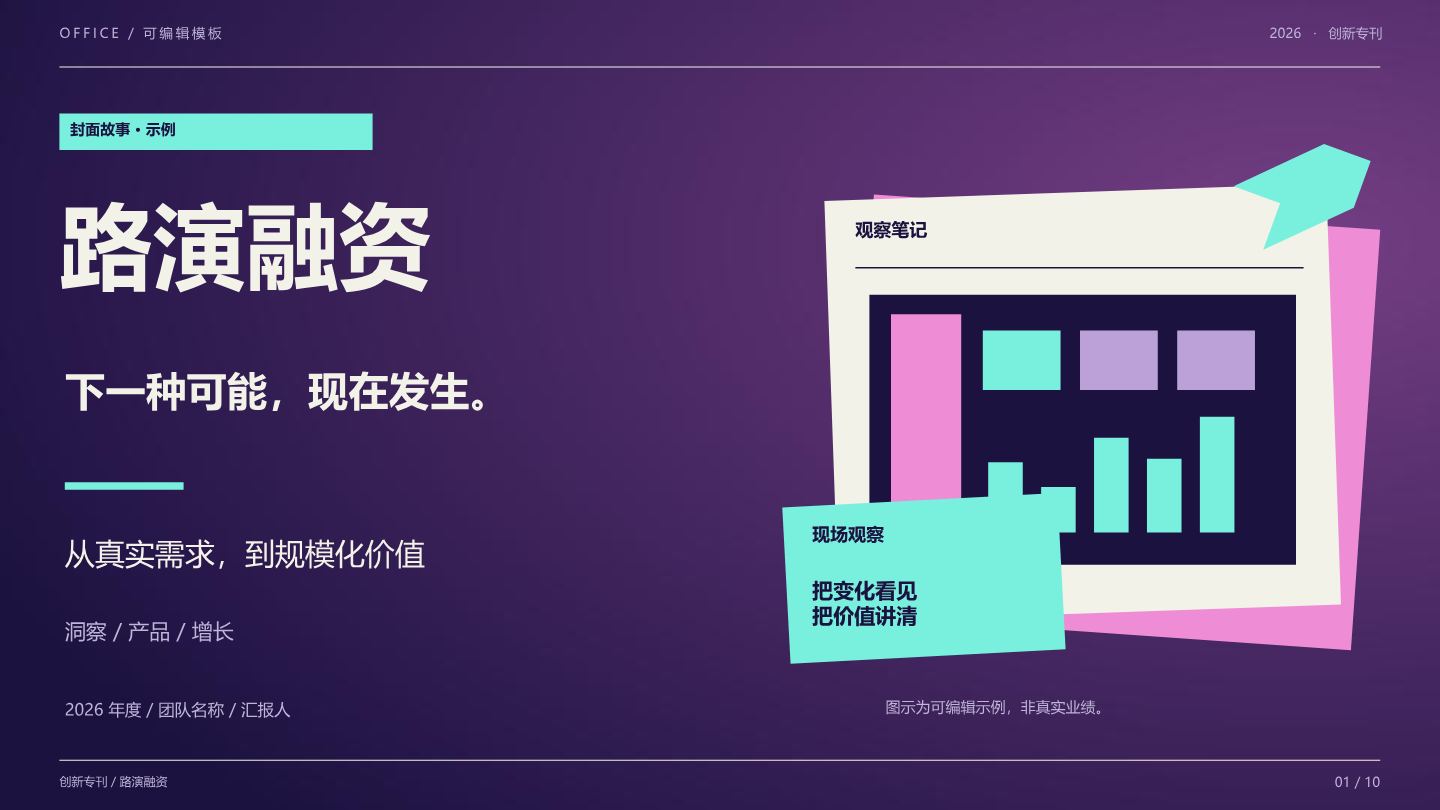 OFFICE / 可编辑模板
2026 · 创新专刊
封面故事·示例
路演融资
下一种可能，现在发生。
从真实需求，到规模化价值
洞察 / 产品 / 增长
2026 年度 / 团队名称 / 汇报人
观察笔记
现场观察
把变化看见
把价值讲清
图示为可编辑示例，非真实业绩。
创新专刊 / 路演融资
01 / 10